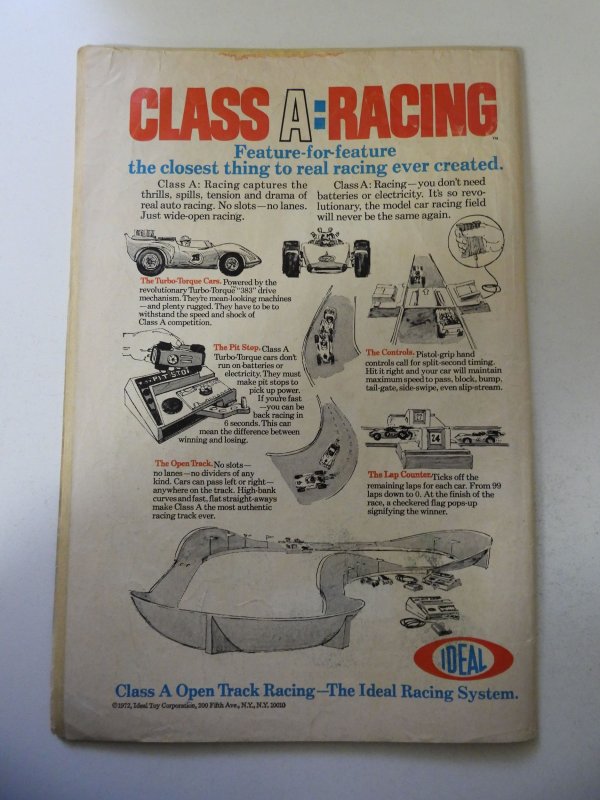 CLASS A:RACING™
Feature-for-feature
the closest thing to real racing ever created.
Class A: Racing captures the
thrills, spills, tension and drama of
real auto racing. No slots—no lanes.
Just wide-open racing.
Class A: Racing—you don't need
batteries or electricity. It's so revo-
lutionary, the model car racing field
will never be the same again.
The Turbo-Torque Cars. Powered by the
revolutionary Turbo-Torque "383" drive
mechanism. They're mean-looking machines
—and plenty rugged. They have to be to
withstand the speed and shock of
Class A competition.
The Pit Stop. Class A
Turbo-Torque cars don't
run on batteries or
electricity. They must
make pit stops to
pick up power.
If you're fast
—you can be
back racing in
6 seconds. This can
mean the difference between
winning and losing.
PIT STOP
The Controls. Pistol-grip hand
controls call for split-second timing.
Hit it right and your car will maintain
maximum speed to pass, block, bump,
tail-gate, side-swipe, even slip-stream.
The Open Track. No slots—
no lanes—no dividers of any
kind. Cars can pass left or right—
anywhere on the track. High-bank
curves and fast, flat straight-aways
make Class A the most authentic
racing track ever.
24
The Lap Counter. Ticks off the
remaining laps for each car. From 99
laps down to 0. At the finish of the
race, a checkered flag pops-up
signifying the winner.
IDEAL
Class A Open Track Racing—The Ideal Racing System.
©1972, Ideal Toy Corporation, 200 Fifth Ave., N.Y., N.Y. 10010